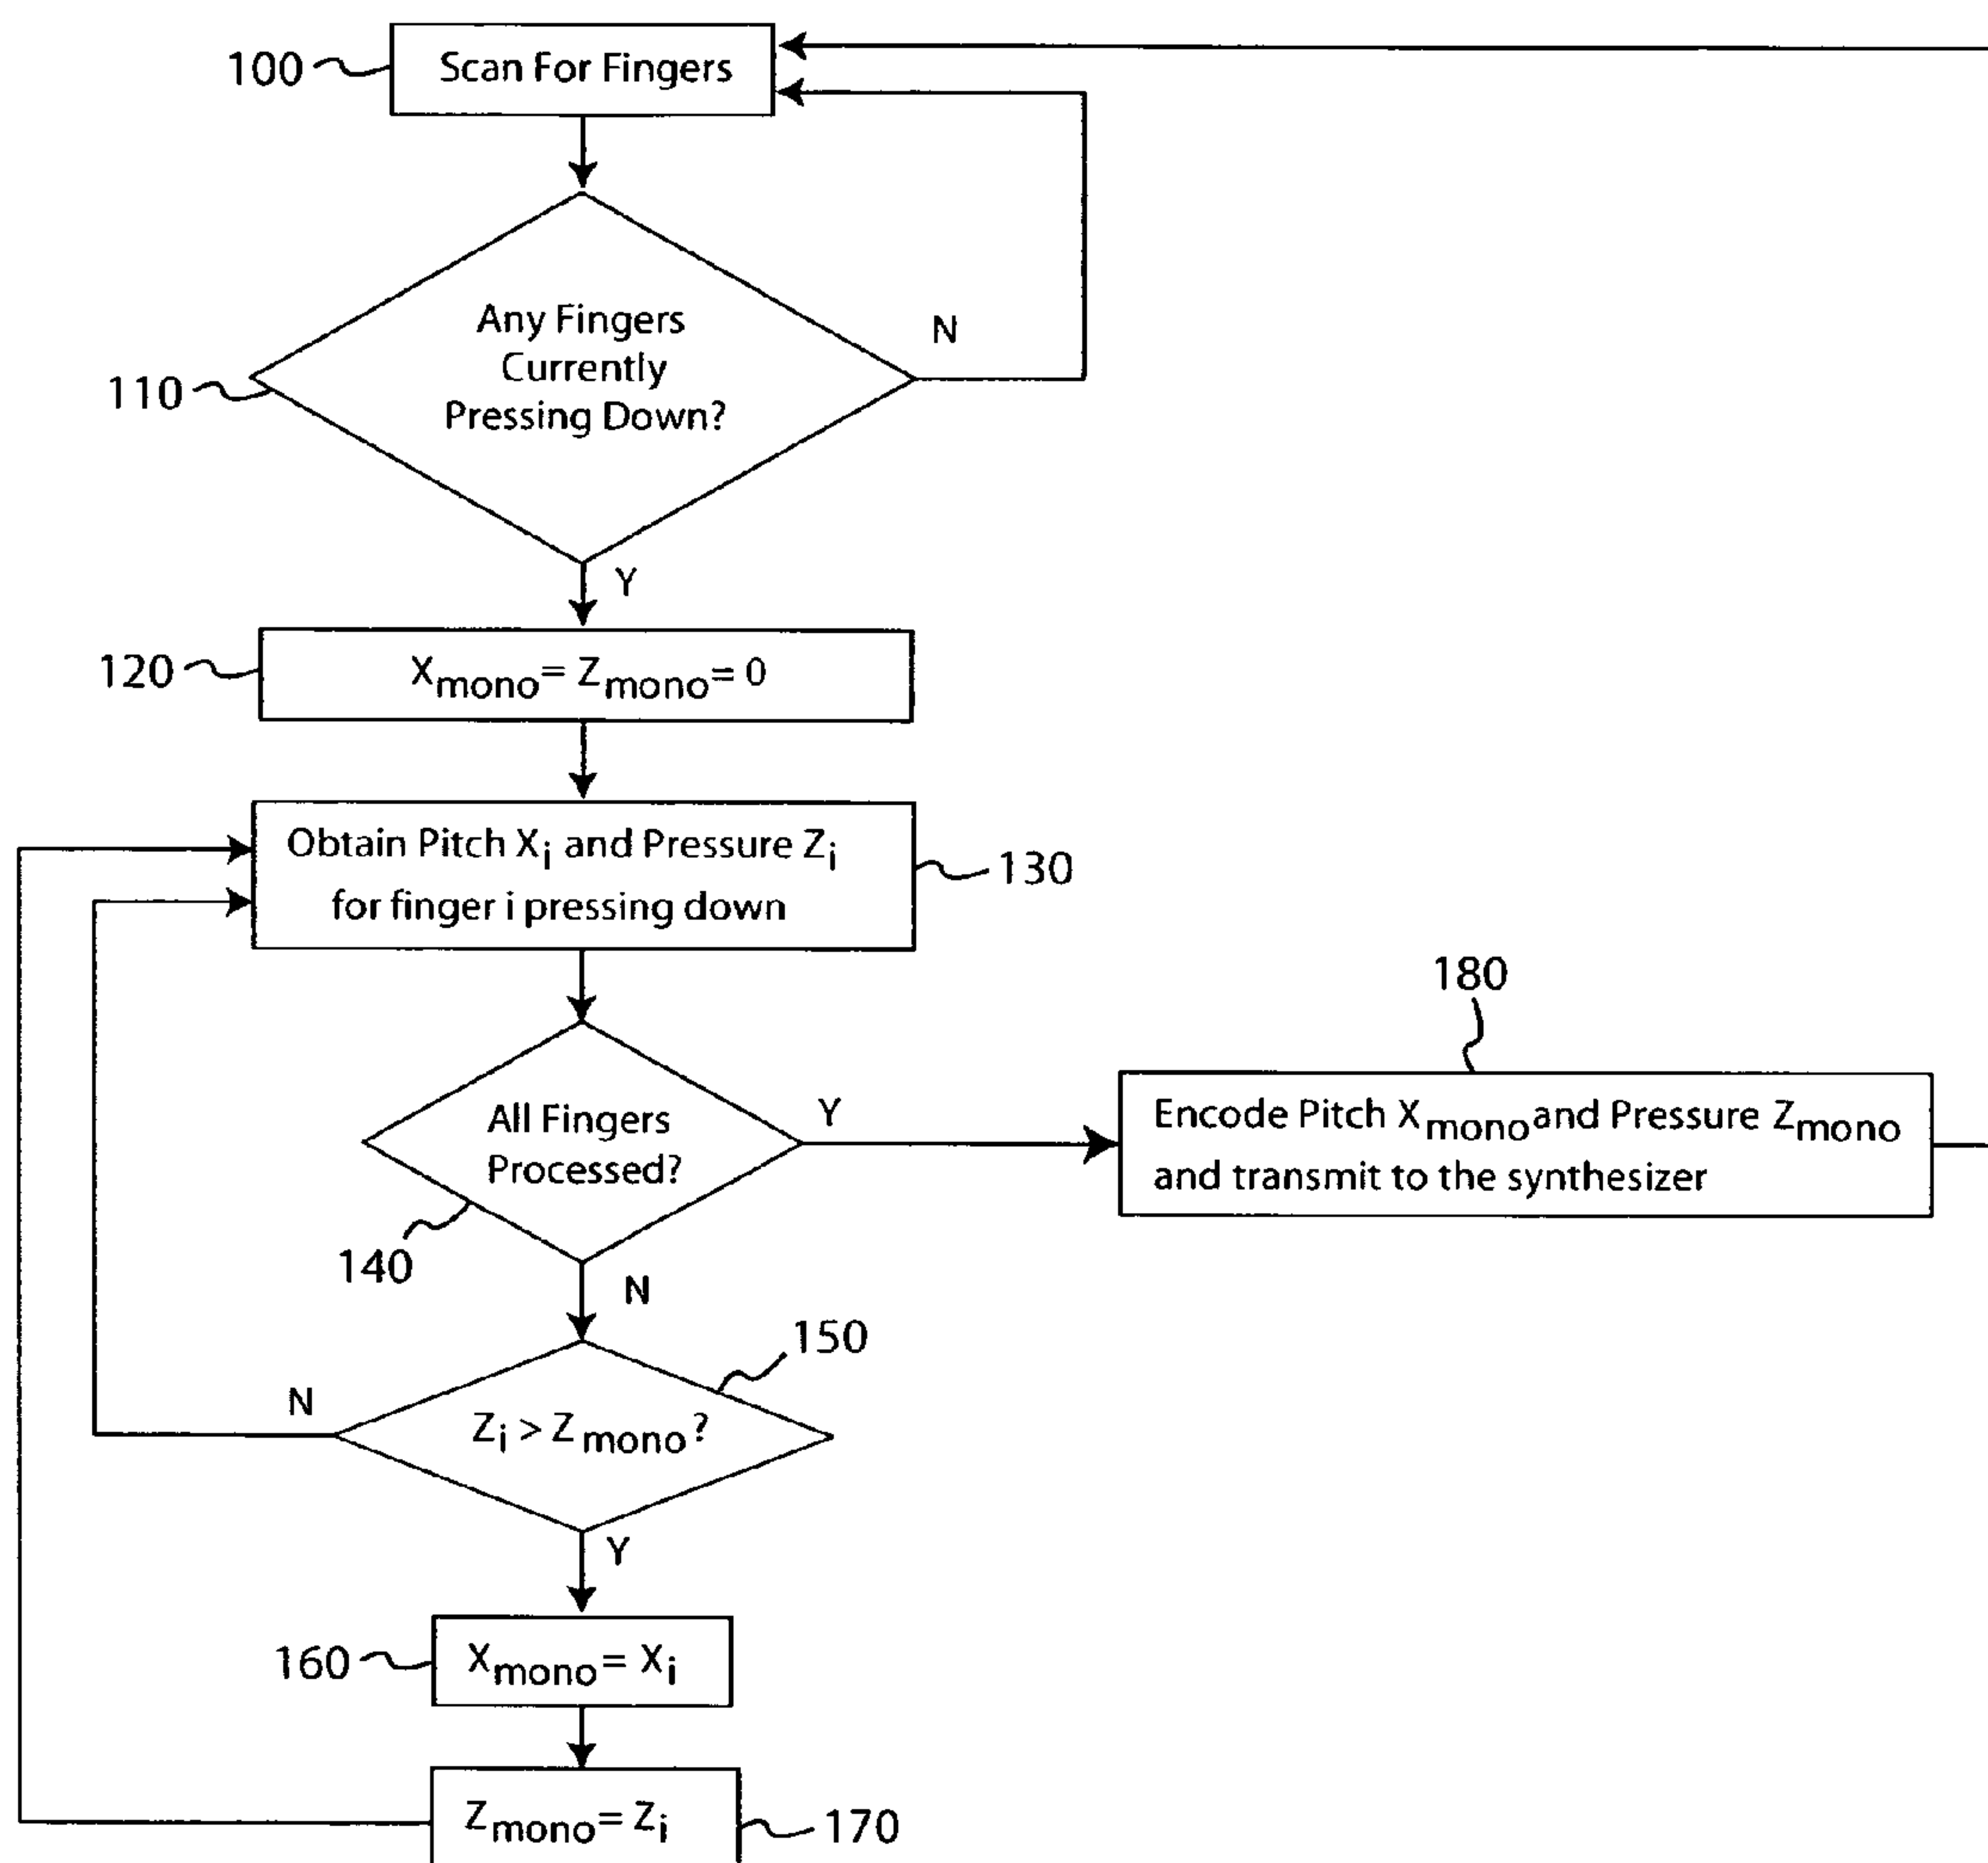 100
Scan For Fingers
Any Fingers
Currently
Pressing Down?
N
110
Y
120
Xmono= Zmono= 0
Obtain Pitch Xi and Pressure Zi
for finger i pressing down
130
180
All Fingers
Processed?
Y
Encode Pitch Xmono and Pressure Zmono
and transmit to the synthesizer
140
N
150
N
Zi > Zmono?
Y
160
Xmono= Xi
Zmono= Zi
170